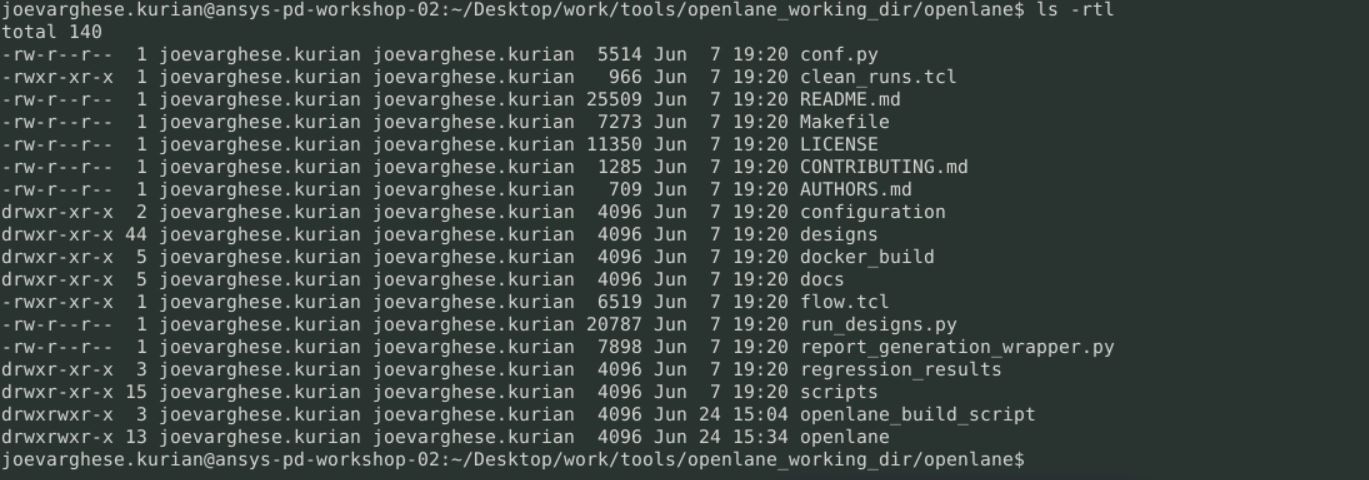 joevarghese.kurian@ansys-pd-workshop-02:~/Desktop/work/tools/openlane_working_dir/openlane$ ls -rtl
total 140
-rw-r--r--  1 joevarghese.kurian joevarghese.kurian  5514 Jun  7 19:20 conf.py
-rwxr-xr-x  1 joevarghese.kurian joevarghese.kurian   966 Jun  7 19:20 clean_runs.tcl
-rw-r--r--  1 joevarghese.kurian joevarghese.kurian 25509 Jun  7 19:20 README.md
-rw-r--r--  1 joevarghese.kurian joevarghese.kurian  7273 Jun  7 19:20 Makefile
-rw-r--r--  1 joevarghese.kurian joevarghese.kurian 11350 Jun  7 19:20 LICENSE
-rw-r--r--  1 joevarghese.kurian joevarghese.kurian  1285 Jun  7 19:20 CONTRIBUTING.md
-rw-r--r--  1 joevarghese.kurian joevarghese.kurian   709 Jun  7 19:20 AUTHORS.md
drwxr-xr-x  2 joevarghese.kurian joevarghese.kurian  4096 Jun  7 19:20 configuration
drwxr-xr-x 44 joevarghese.kurian joevarghese.kurian  4096 Jun  7 19:20 designs
drwxr-xr-x  5 joevarghese.kurian joevarghese.kurian  4096 Jun  7 19:20 docker_build
drwxr-xr-x  5 joevarghese.kurian joevarghese.kurian  4096 Jun  7 19:20 docs
-rwxr-xr-x  1 joevarghese.kurian joevarghese.kurian  6519 Jun  7 19:20 flow.tcl
-rw-r--r--  1 joevarghese.kurian joevarghese.kurian 20787 Jun  7 19:20 run_designs.py
-rw-r--r--  1 joevarghese.kurian joevarghese.kurian  7898 Jun  7 19:20 report_generation_wrapper.py
drwxr-xr-x  3 joevarghese.kurian joevarghese.kurian  4096 Jun  7 19:20 regression_results
drwxr-xr-x 15 joevarghese.kurian joevarghese.kurian  4096 Jun  7 19:20 scripts
drwxrwxr-x  3 joevarghese.kurian joevarghese.kurian  4096 Jun 24 15:04 openlane_build_script
drwxrwxr-x 13 joevarghese.kurian joevarghese.kurian  4096 Jun 24 15:34 openlane
joevarghese.kurian@ansys-pd-workshop-02:~/Desktop/work/tools/openlane_working_dir/openlane$